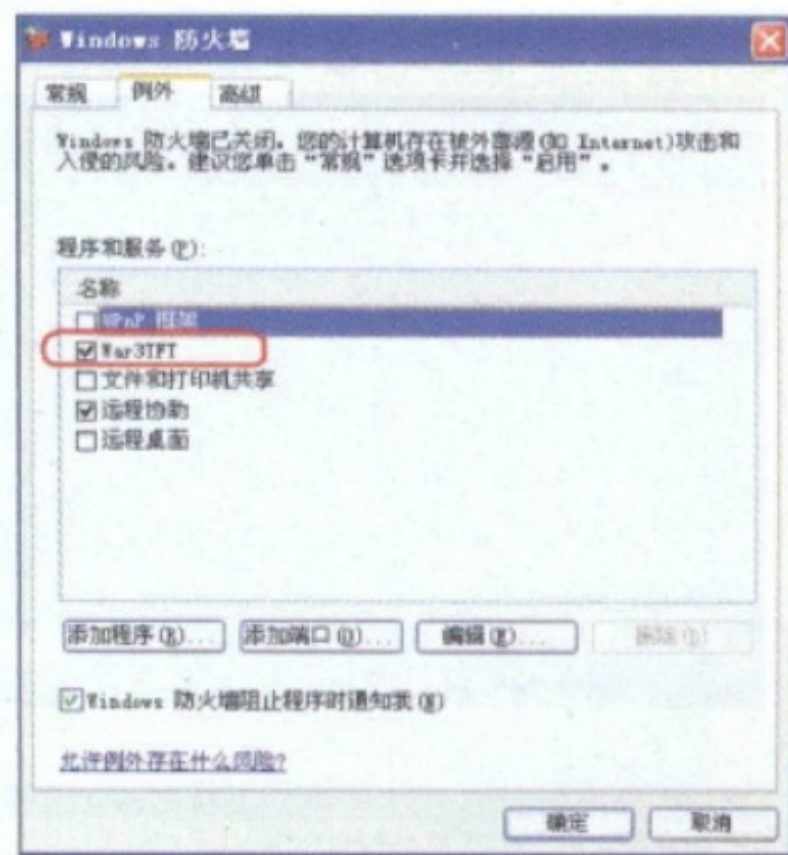 Windows 防火墙
常规 例外 高级
Windows 防火墙已关闭。您的计算机存在被外部源(如 Internet)攻击和
入侵的风险。建议您单击“常规”选项卡并选择“启用”。
程序和服务(P):
名称
UPnP 框架
War3TFT
文件和打印机共享
远程协助
远程桌面
添加程序(R)... 添加端口(O)... 编辑(E)... 删除(D)
Windows 防火墙阻止程序时通知我(N)
允许例外存在什么风险?
确定 取消